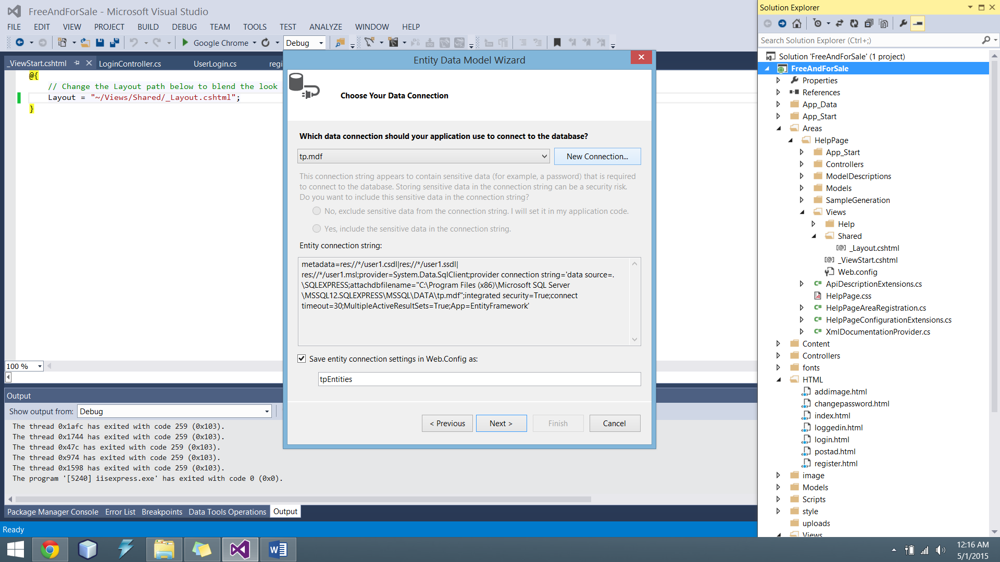 FreeAndForSale - Microsoft Visual Studio
FILE EDIT VIEW PROJECT BUILD DEBUG TEAM TOOLS TEST ANALYZE WINDOW HELP
Google Chrome Debug
_ViewStart.cshtml LoginController.cs UserLogin.cs regi
@{
// Change the Layout path below to blend the look
Layout = "~/Views/Shared/_Layout.cshtml";
}
100 %
Entity Data Model Wizard
Choose Your Data Connection
Which data connection should your application use to connect to the database?
tp.mdf New Connection...
This connection string appears to contain sensitive data (for example, a password) that is required
to connect to the database. Storing sensitive data in the connection string can be a security risk.
Do you want to include this sensitive data in the connection string?
No, exclude sensitive data from the connection string. I will set it in my application code.
Yes, include the sensitive data in the connection string.
Entity connection string:
metadata=res://*/user1.csdl|res://*/user1.ssdl|
res://*/user1.msl;provider=System.Data.SqlClient;provider connection string='data source=.
\SQLEXPRESS;attachdbfilename="C:\Program Files (x86)\Microsoft SQL Server
\MSSQL12.SQLEXPRESS\MSSQL\DATA\tp.mdf";integrated security=True;connect
timeout=30;MultipleActiveResultSets=True;App=EntityFramework'
Save entity connection settings in Web.Config as:
tpEntities
< Previous Next > Finish Cancel
Output
Show output from: Debug
The thread 0x1afc has exited with code 259 (0x103).
The thread 0x1744 has exited with code 259 (0x103).
The thread 0x47c has exited with code 259 (0x103).
The thread 0x974 has exited with code 259 (0x103).
The thread 0x1598 has exited with code 259 (0x103).
The program '[5240] iisexpress.exe' has exited with code 0 (0x0).
Package Manager Console Error List Breakpoints Data Tools Operations Output
Ready
Solution Explorer
Search Solution Explorer (Ctrl+;)
Solution 'FreeAndForSale' (1 project)
FreeAndForSale
Properties
References
App_Data
App_Start
Areas
HelpPage
App_Start
Controllers
ModelDescriptions
Models
SampleGeneration
Views
Help
Shared
_Layout.cshtml
_ViewStart.cshtml
Web.config
ApiDescriptionExtensions.cs
HelpPage.css
HelpPageAreaRegistration.cs
HelpPageConfigurationExtensions.cs
XmlDocumentationProvider.cs
Content
Controllers
fonts
HTML
addimage.html
changepassword.html
index.html
loggedin.html
login.html
postad.html
register.html
image
Models
Scripts
style
uploads
Views
12:16 AM
5/1/2015